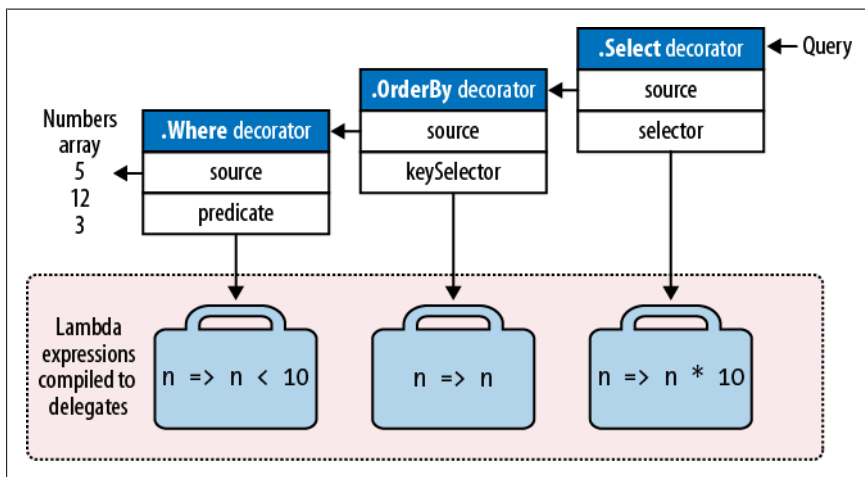 .Select decorator
Query
source
selector
.OrderBy decorator
source
keySelector
Numbers
array
5
12
3
.Where decorator
source
predicate
Lambda
expressions
compiled to
delegates
n => n < 10
n => n
n => n * 10